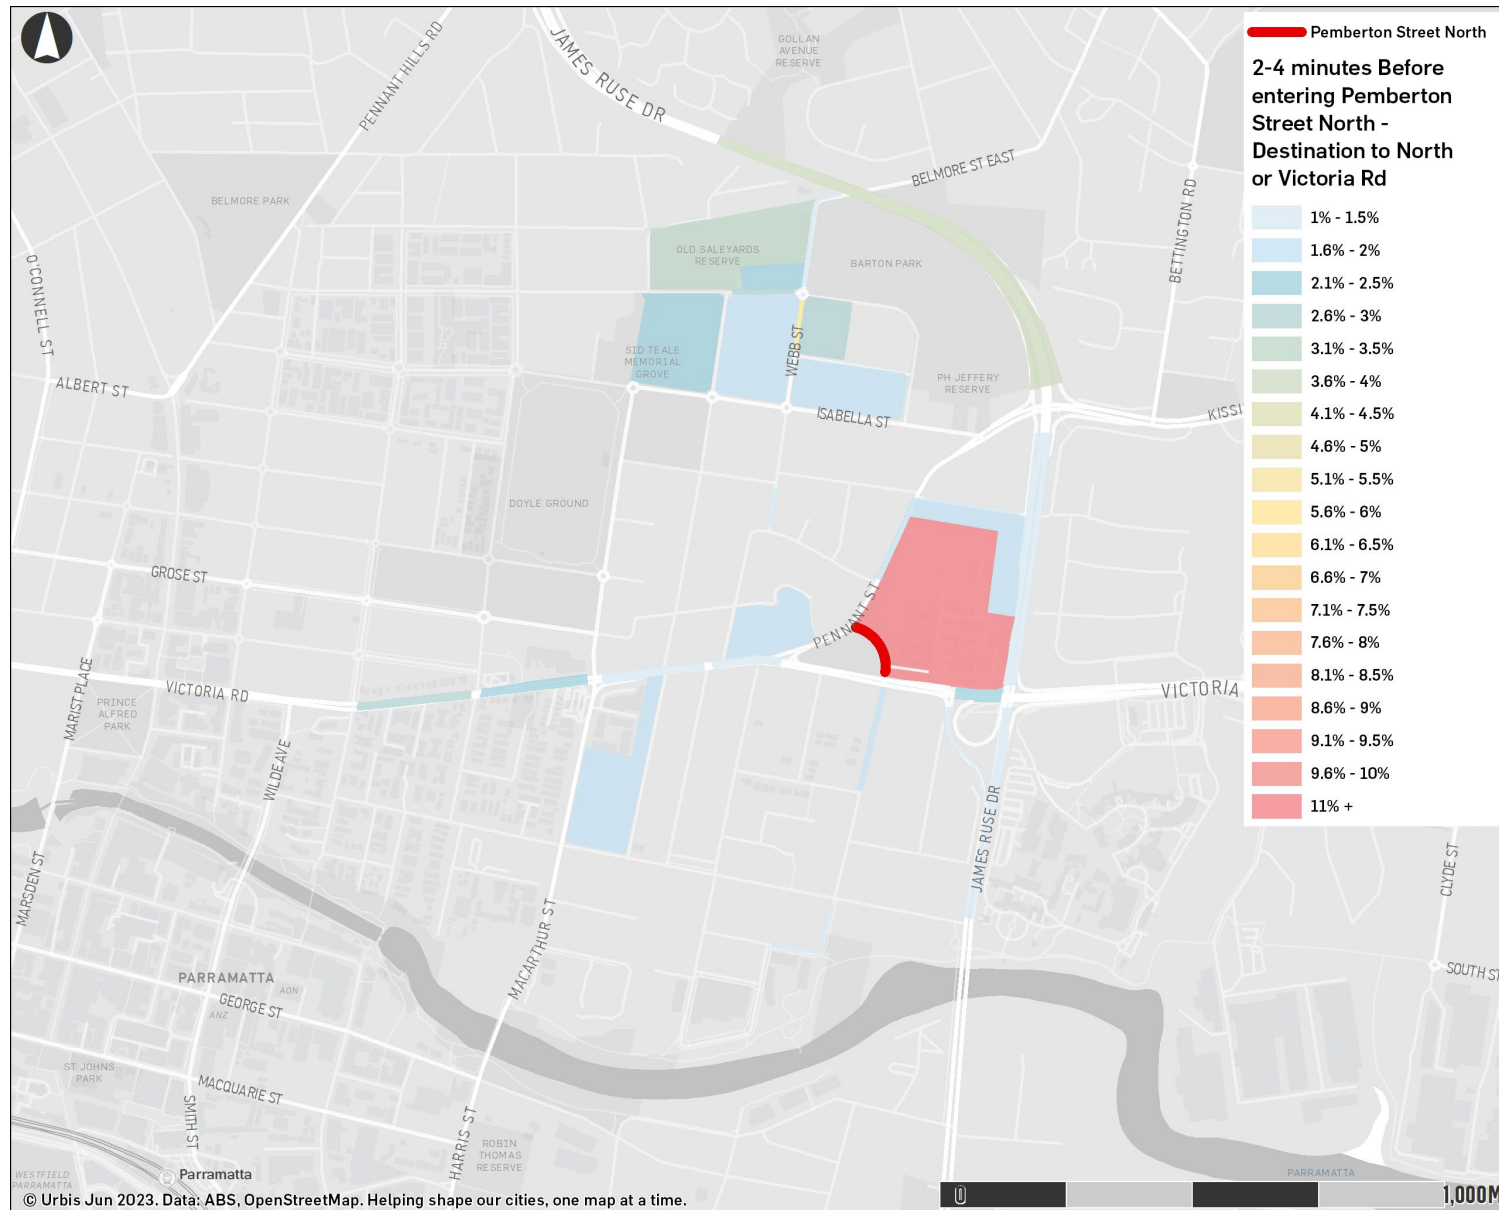 Pemberton Street North
2-4 minutes Before
entering Pemberton
Street North -
Destination to North
or Victoria Rd
1% - 1.5%
1.6% - 2%
2.1% - 2.5%
2.6% - 3%
3.1% - 3.5%
3.6% - 4%
4.1% - 4.5%
4.6% - 5%
5.1% - 5.5%
5.6% - 6%
6.1% - 6.5%
6.6% - 7%
7.1% - 7.5%
7.6% - 8%
8.1% - 8.5%
8.6% - 9%
9.1% - 9.5%
9.6% - 10%
11% +
PENNANT HILLS RD
JAMES RUSE DR
GOLLAN
AVENUE
RESERVE
BELMORE ST EAST
BELMORE PARK
BETTINGTON RD
O'CONNELL ST
OLD SALEYARDS
RESERVE
BARTON PARK
WEBB ST
SID TEALE
MEMORIAL
GROVE
PH JEFFERY
RESERVE
ALBERT ST
ISABELLA ST
KISSI
DOYLE GROUND
GROSE ST
PENNANT ST
MARIST PLACE
VICTORIA RD
VICTORIA
PRINCE
ALFRED
PARK
WILDE AVE
JAMES RUSE DR
MARSDEN ST
CLYDE ST
MACARTHUR ST
PARRAMATTA
AON
GEORGE ST
ANZ
SOUTH ST
ST JOHNS
PARK
MACQUARIE ST
SMITH ST
HARRIS ST
ROBIN
THOMAS
RESERVE
WESTFIELD
PARRAMATTA
Parramatta
PARRAMATTA
© Urbis Jun 2023. Data: ABS, OpenStreetMap. Helping shape our cities, one map at a time.
0
1,000M